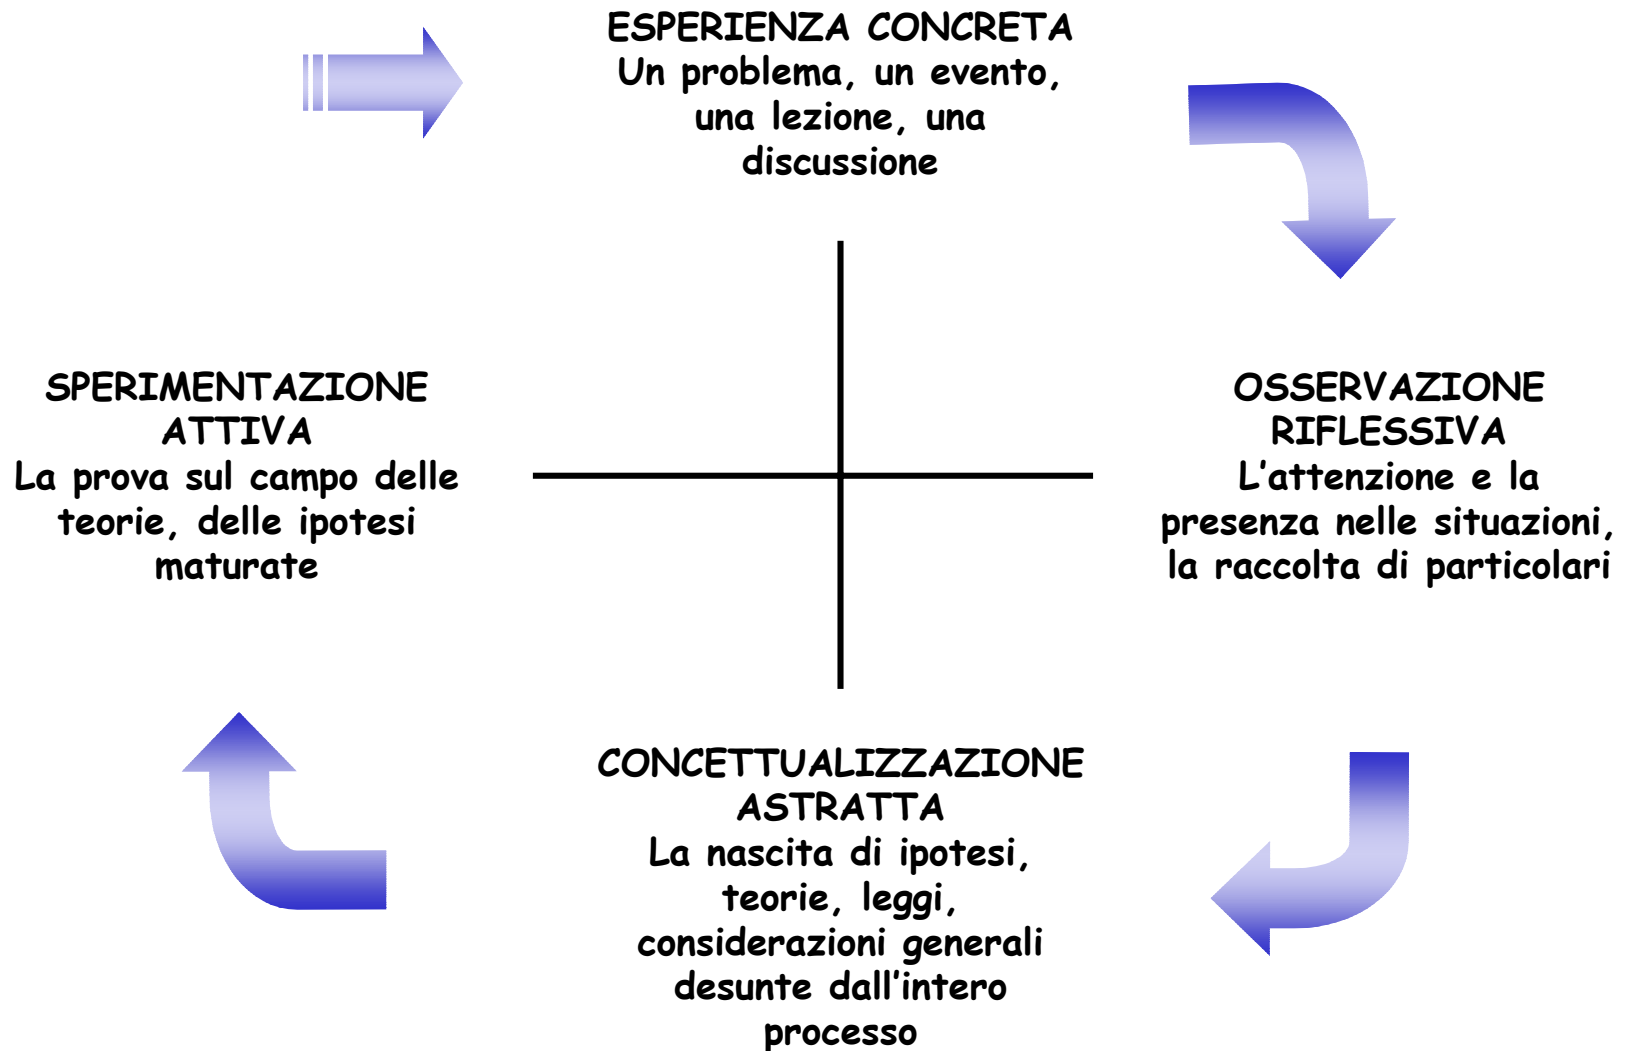 ESPERIENZA CONCRETA
Un problema, un evento,
una lezione, una
discussione
SPERIMENTAZIONE
ATTIVA
La prova sul campo delle
teorie, delle ipotesi
maturate
OSSERVAZIONE
RIFLESSIVA
L’attenzione e la
presenza nelle situazioni,
la raccolta di particolari
CONCETTUALIZZAZIONE
ASTRATTA
La nascita di ipotesi,
teorie, leggi,
considerazioni generali
desunte dall’intero
processo